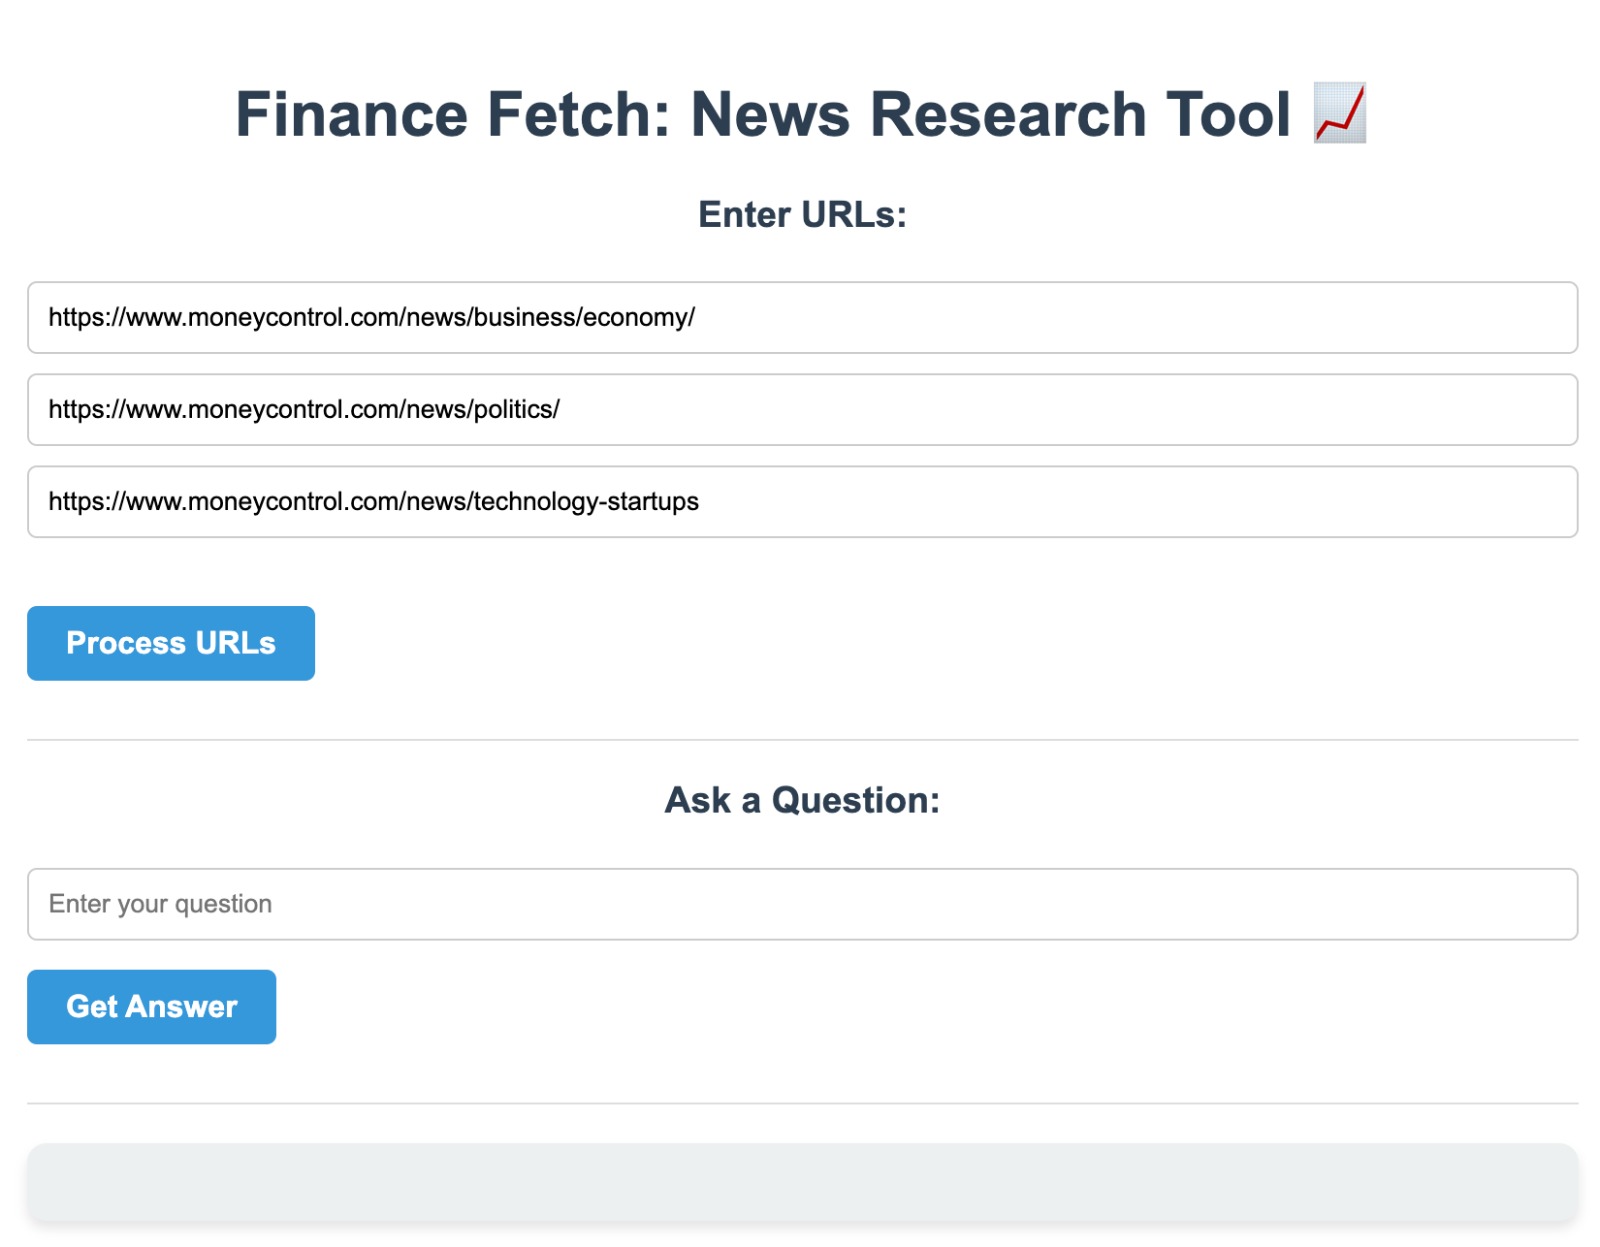 Finance Fetch: News Research Tool 📈
Enter URLs:
https://www.moneycontrol.com/news/business/economy/
https://www.moneycontrol.com/news/politics/
https://www.moneycontrol.com/news/technology-startups
Process URLs
Ask a Question:
Enter your question
Get Answer